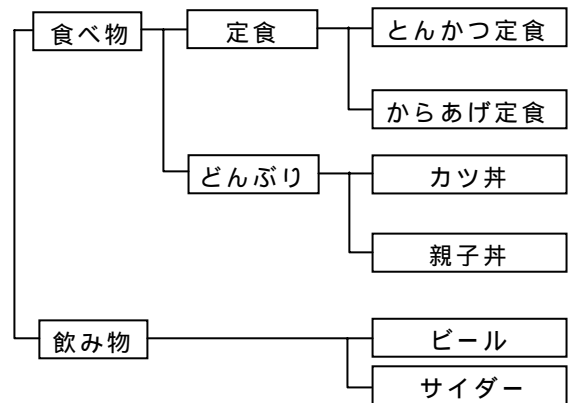 食べ物
定食
とんかつ定食
からあげ定食
どんぶり
カツ丼
親子丼
飲み物
ビール
サイダー